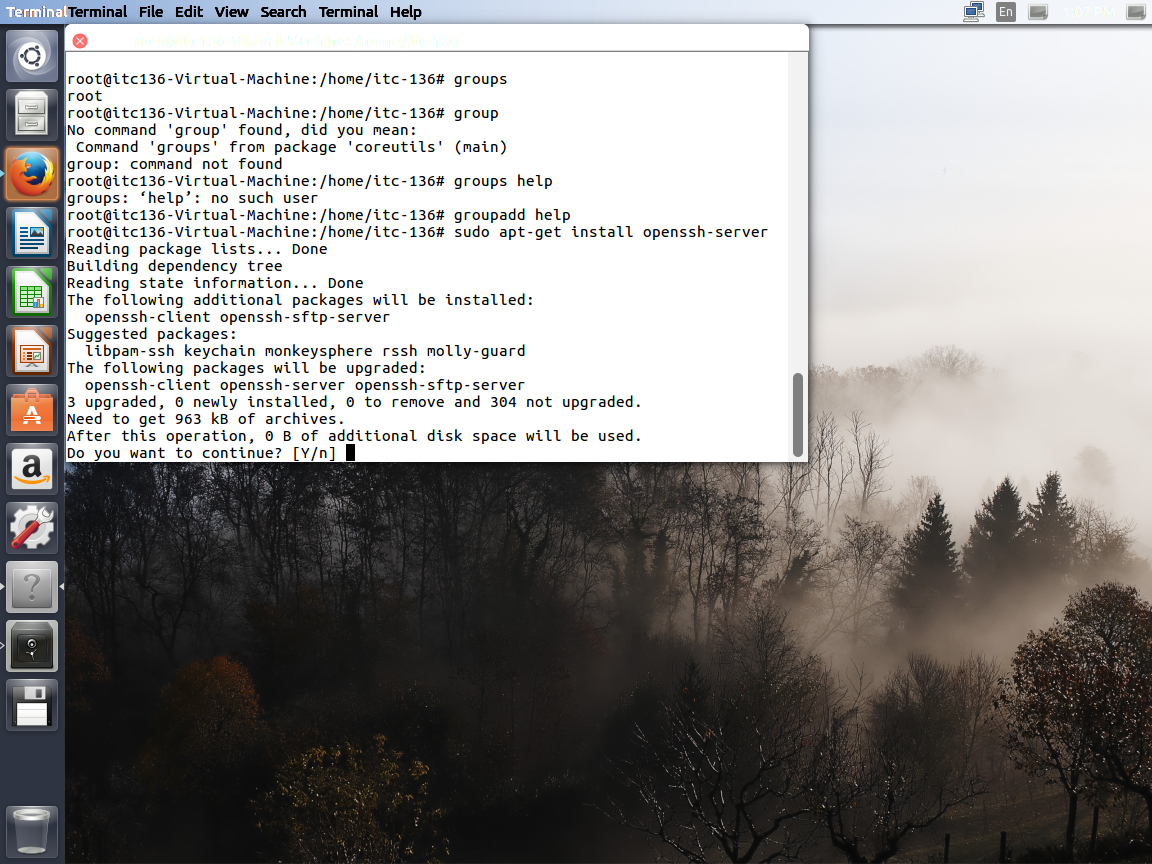 Terminal
Terminal File Edit View Search Terminal Help
En
root@itc136-Virtual-Machine:/home/itc-136# groups
root
root@itc136-Virtual-Machine:/home/itc-136# group
No command 'group' found, did you mean:
 Command 'groups' from package 'coreutils' (main)
group: command not found
root@itc136-Virtual-Machine:/home/itc-136# groups help
groups: ‘help’: no such user
root@itc136-Virtual-Machine:/home/itc-136# groupadd help
root@itc136-Virtual-Machine:/home/itc-136# sudo apt-get install openssh-server
Reading package lists... Done
Building dependency tree
Reading state information... Done
The following additional packages will be installed:
  openssh-client openssh-sftp-server
Suggested packages:
  libpam-ssh keychain monkeysphere rssh molly-guard
The following packages will be upgraded:
  openssh-client openssh-server openssh-sftp-server
3 upgraded, 0 newly installed, 0 to remove and 304 not upgraded.
Need to get 963 kB of archives.
After this operation, 0 B of additional disk space will be used.
Do you want to continue? [Y/n]